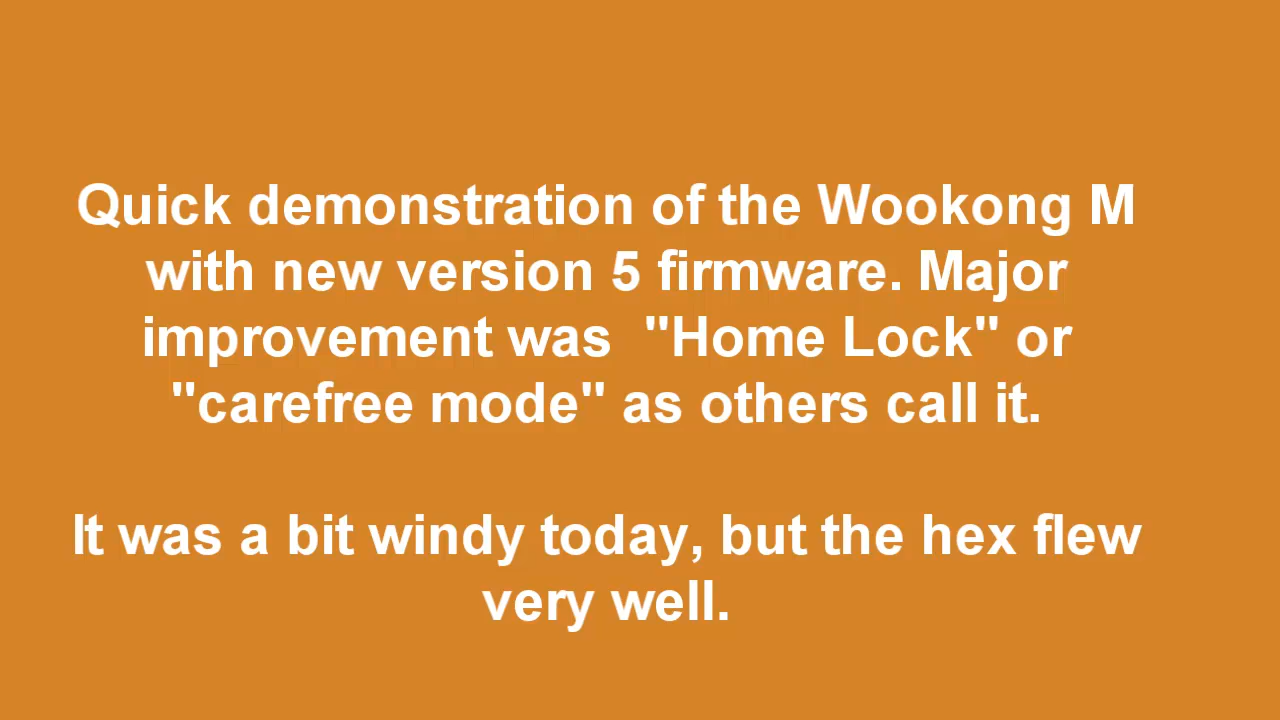 Quick demonstration of the Wookong M
with new version 5 firmware. Major
improvement was  "Home Lock" or
"carefree mode" as others call it.
It was a bit windy today, but the hex flew
very well.